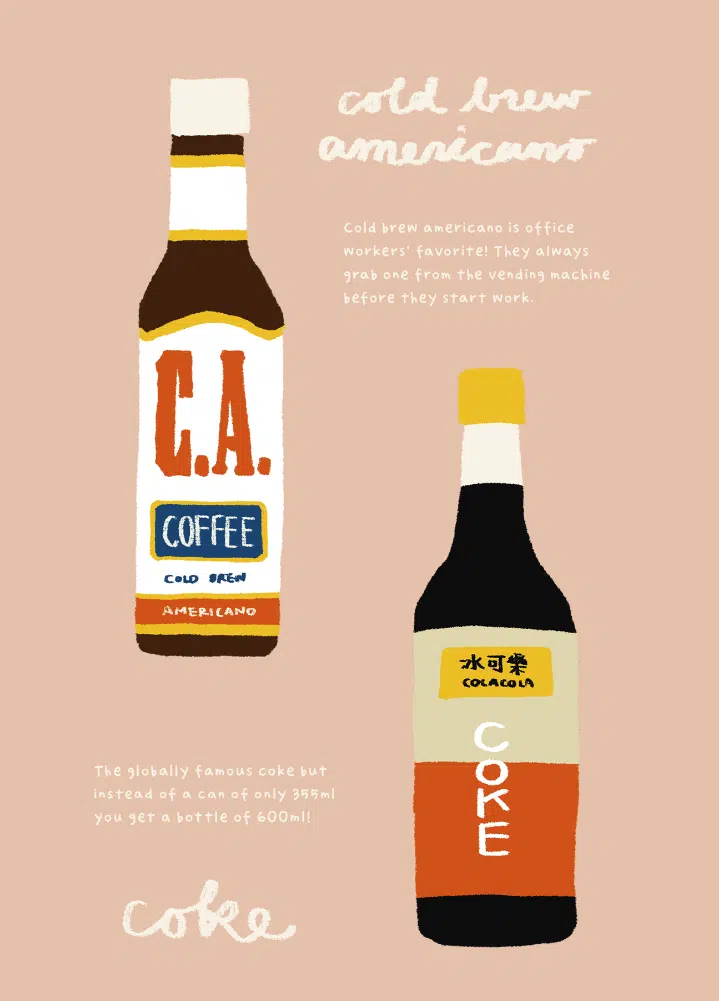 cold brew
americano
Cold brew americano is office
workers' favorite! They always
grab one from the vending machine
before they start work.
C.A.
COFFEE
COLD BREW
AMERICANO
冰可樂
COLACOLA
COKE
The globally famous coke but
instead of a can of only 355ml
you get a bottle of 600ml!
coke